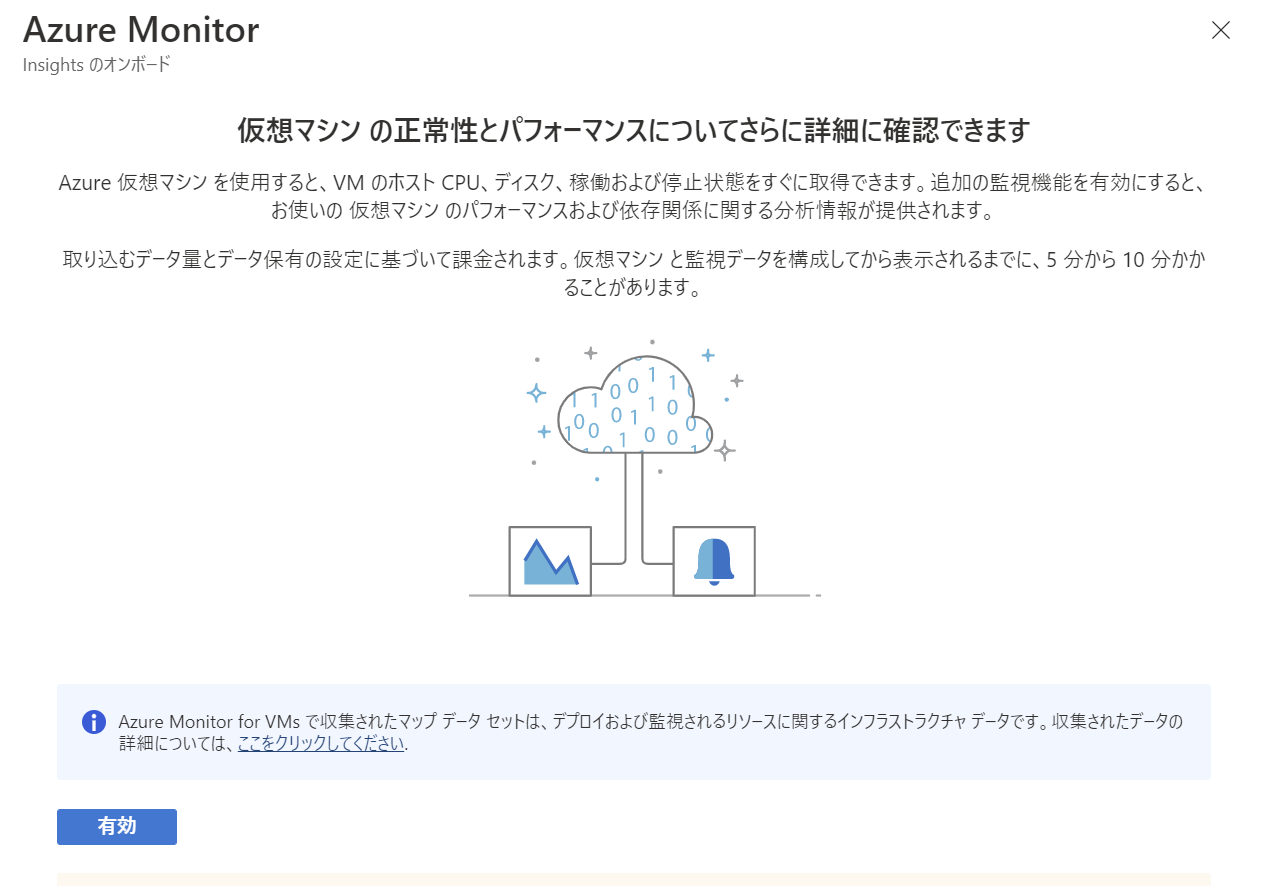 Azure Monitor
Insights のオンボード
仮想マシン の正常性とパフォーマンスについてさらに詳細に確認できます
Azure 仮想マシン を使用すると、VM のホスト CPU、ディスク、稼働および停止状態をすぐに取得できます。追加の監視機能を有効にすると、
お使いの 仮想マシン のパフォーマンスおよび依存関係に関する分析情報が提供されます。
取り込むデータ量とデータ保有の設定に基づいて課金されます。仮想マシン と監視データを構成してから表示されるまでに、5 分から 10 分かか
ることがあります。
Azure Monitor for VMs で収集されたマップ データ セットは、デプロイおよび監視されるリソースに関するインフラストラクチャ データです。収集されたデータの
詳細については、ここをクリックしてください.
有効